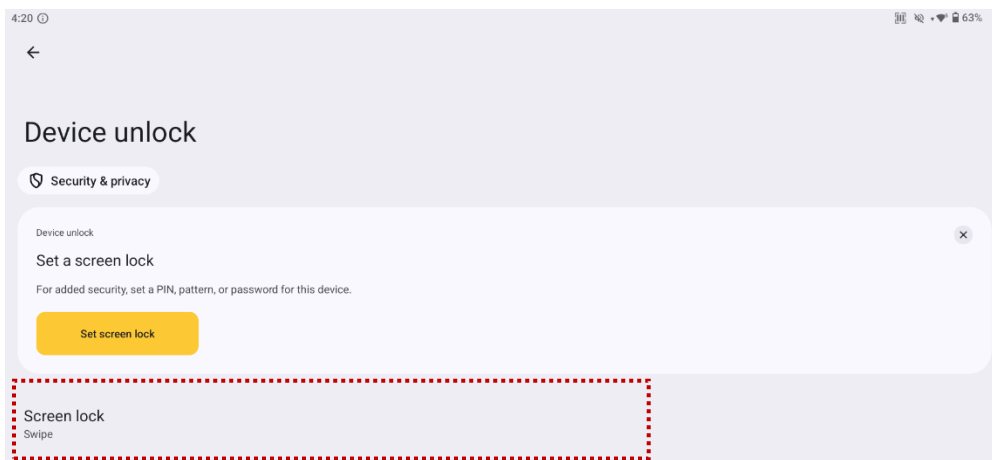 4:20
63%
Device unlock
Security & privacy
Device unlock
Set a screen lock
For added security, set a PIN, pattern, or password for this device.
Set screen lock
Screen lock
Swipe